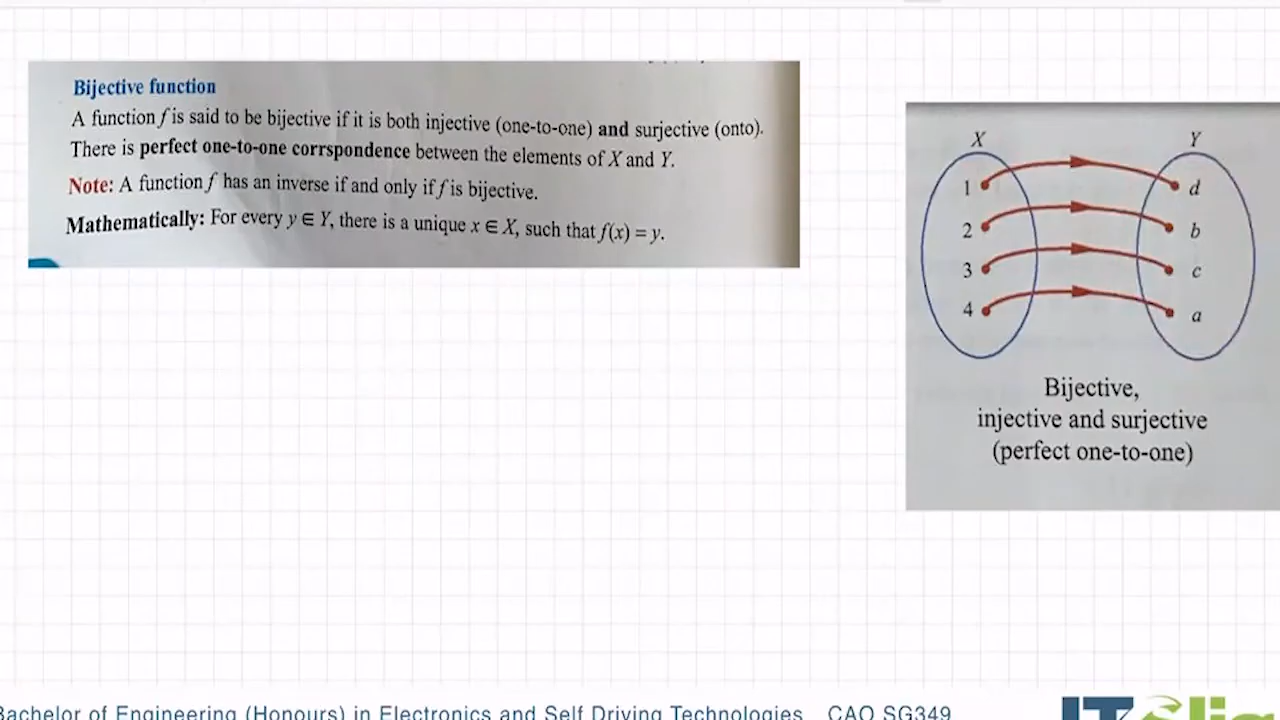 Bijective function
A function f is said to be bijective if it is both injective (one-to-one) and surjective (onto).
There is perfect one-to-one corrspondence between the elements of X and Y.
Note: A function f has an inverse if and only if f is bijective.
Mathematically: For every y ∈ Y, there is a unique x ∈ X, such that f(x) = y.
X Y
1 d
2 b
3 c
4 a
Bijective,
injective and surjective
(perfect one-to-one)
Bachelor of Engineering (Honours) in Electronics and Self Driving Technologies CAO SG349